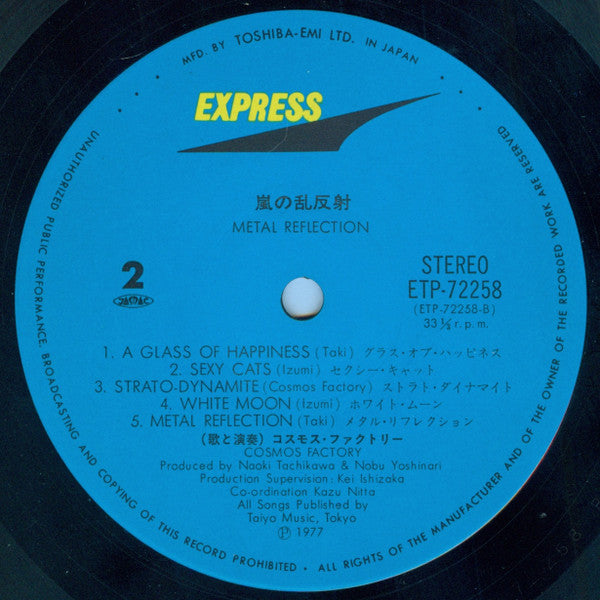 MFD. BY TOSHIBA-EMI LTD. IN JAPAN
EXPRESS
嵐の乱反射
METAL REFLECTION
2
STEREO
ETP-72258
(ETP-72258-B)
33 ⅓ r.p.m.
1. A GLASS OF HAPPINESS (Taki) グラス・オブ・ハッピネス
2. SEXY CATS (Izumi) セクシー・キャット
3. STRATO-DYNAMITE (Cosmos Factory) ストラト・ダイナマイト
4. WHITE MOON (Izumi) ホワイト・ムーン
5. METAL REFLECTION (Taki) メタル・リフレクション
(歌と演奏) コスモス・ファクトリー
COSMOS FACTORY
Produced by Naoki Tachikawa & Nobu Yoshinari
Production Supervision : Kei Ishizaka
Co-ordination Kazu Nitta
All Songs Published by
Taiyo Music, Tokyo
Ⓟ 1977
UNAUTHORIZED PUBLIC PERFORMANCE, BROADCASTING AND COPYING OF THIS RECORD PROHIBITED • ALL RIGHTS OF THE MANUFACTURER AND OF THE OWNER OF THE RECORDED WORK ARE RESERVED